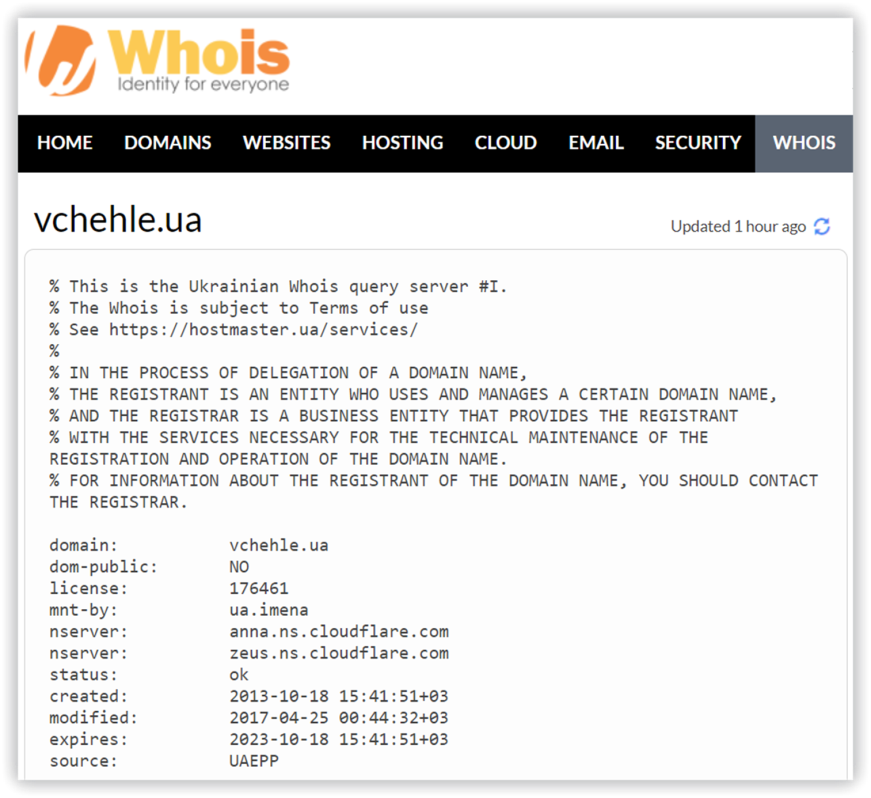 Whois
Identity for everyone
HOME DOMAINS WEBSITES HOSTING CLOUD EMAIL SECURITY WHOIS
vchehle.ua
Updated 1 hour ago
% This is the Ukrainian Whois query server #I.
% The Whois is subject to Terms of use
% See https://hostmaster.ua/services/
%
% IN THE PROCESS OF DELEGATION OF A DOMAIN NAME,
% THE REGISTRANT IS AN ENTITY WHO USES AND MANAGES A CERTAIN DOMAIN NAME,
% AND THE REGISTRAR IS A BUSINESS ENTITY THAT PROVIDES THE REGISTRANT
% WITH THE SERVICES NECESSARY FOR THE TECHNICAL MAINTENANCE OF THE
REGISTRATION AND OPERATION OF THE DOMAIN NAME.
% FOR INFORMATION ABOUT THE REGISTRANT OF THE DOMAIN NAME, YOU SHOULD CONTACT
THE REGISTRAR.
domain: vchehle.ua
dom-public: NO
license: 176461
mnt-by: ua.imena
nserver: anna.ns.cloudflare.com
nserver: zeus.ns.cloudflare.com
status: ok
created: 2013-10-18 15:41:51+03
modified: 2017-04-25 00:44:32+03
expires: 2023-10-18 15:41:51+03
source: UAEPP